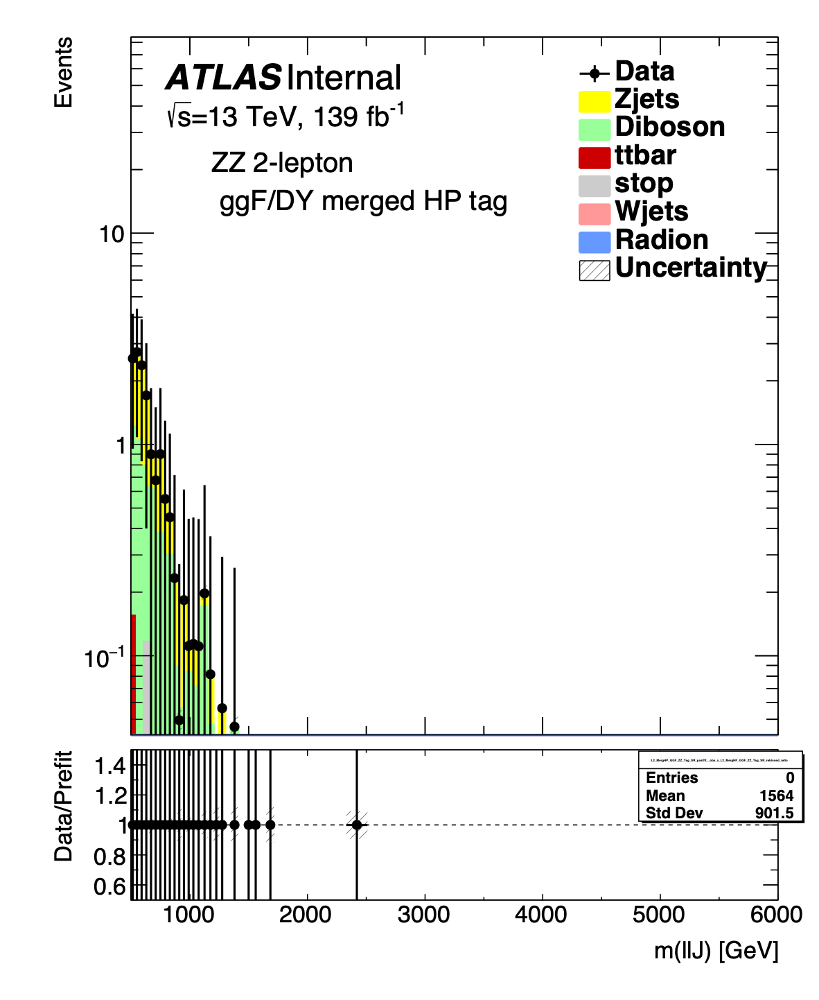 Events
ATLAS Internal
√s=13 TeV, 139 fb-1
ZZ 2-lepton
ggF/DY merged HP tag
Data
Zjets
Diboson
ttbar
stop
Wjets
Radion
Uncertainty
10
1
10−1
Data/Prefit
1.4
1.2
1
0.8
0.6
L2_MergHP_GGF_ZZ_Tag_SR_postfit__obs_x_L2_MergHP_GGF_ZZ_Tag_SR_rebinned_ratio
Entries 0
Mean 1564
Std Dev 901.5
1000 2000 3000 4000 5000 6000
m(llJ) [GeV]